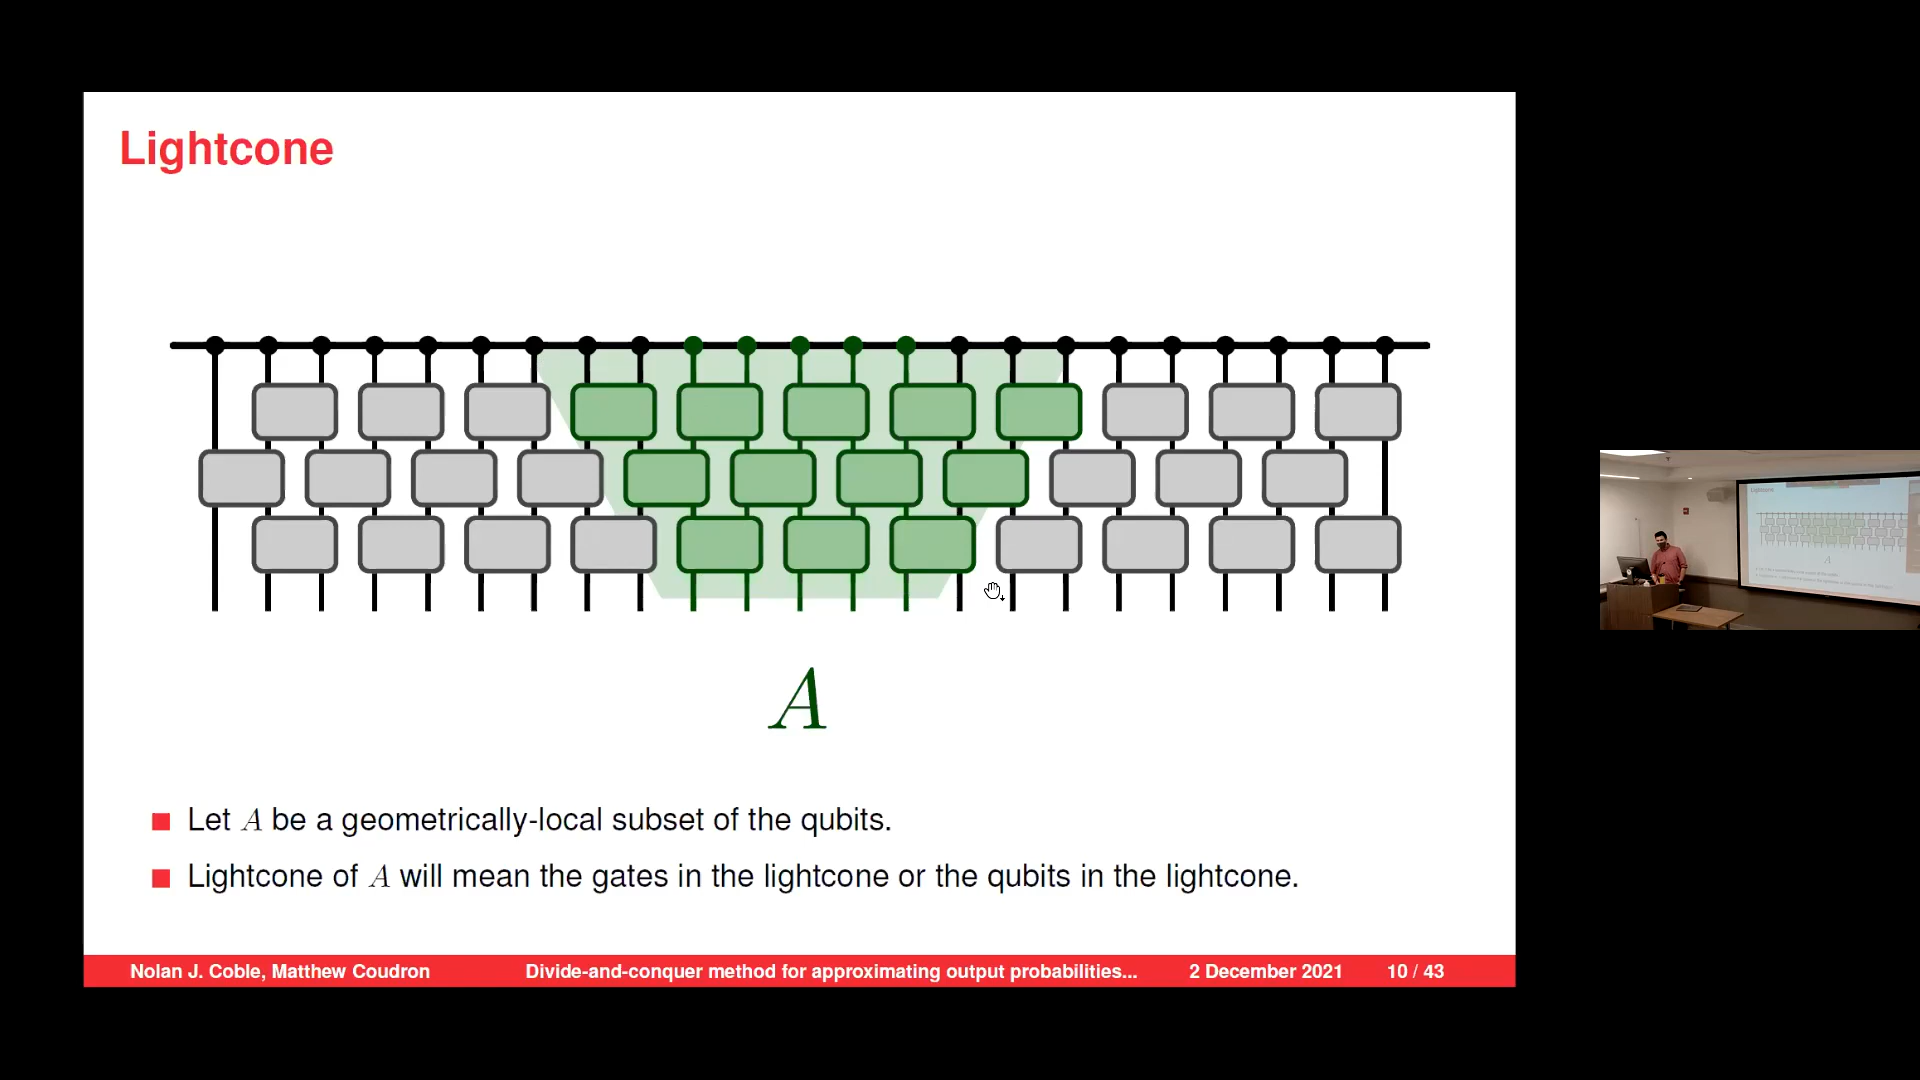 Lightcone
A
Let A be a geometrically-local subset of the qubits.
Lightcone of A will mean the gates in the lightcone or the qubits in the lightcone.
Nolan J. Coble, Matthew Coudron Divide-and-conquer method for approximating output probabilities... 2 December 2021 10 / 43